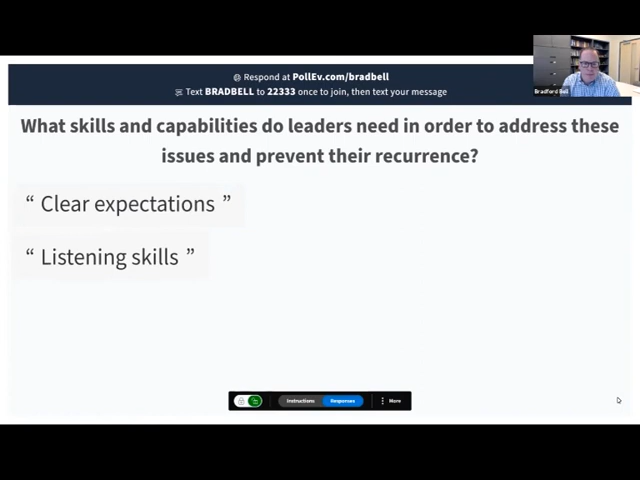 Respond at PollEv.com/bradbell
Text BRADBELL to 22333 once to join, then text your message
Bradford Bell
What skills and capabilities do leaders need in order to address these
issues and prevent their recurrence?
“ Clear expectations ”
“ Listening skills ”
Instructions Responses More